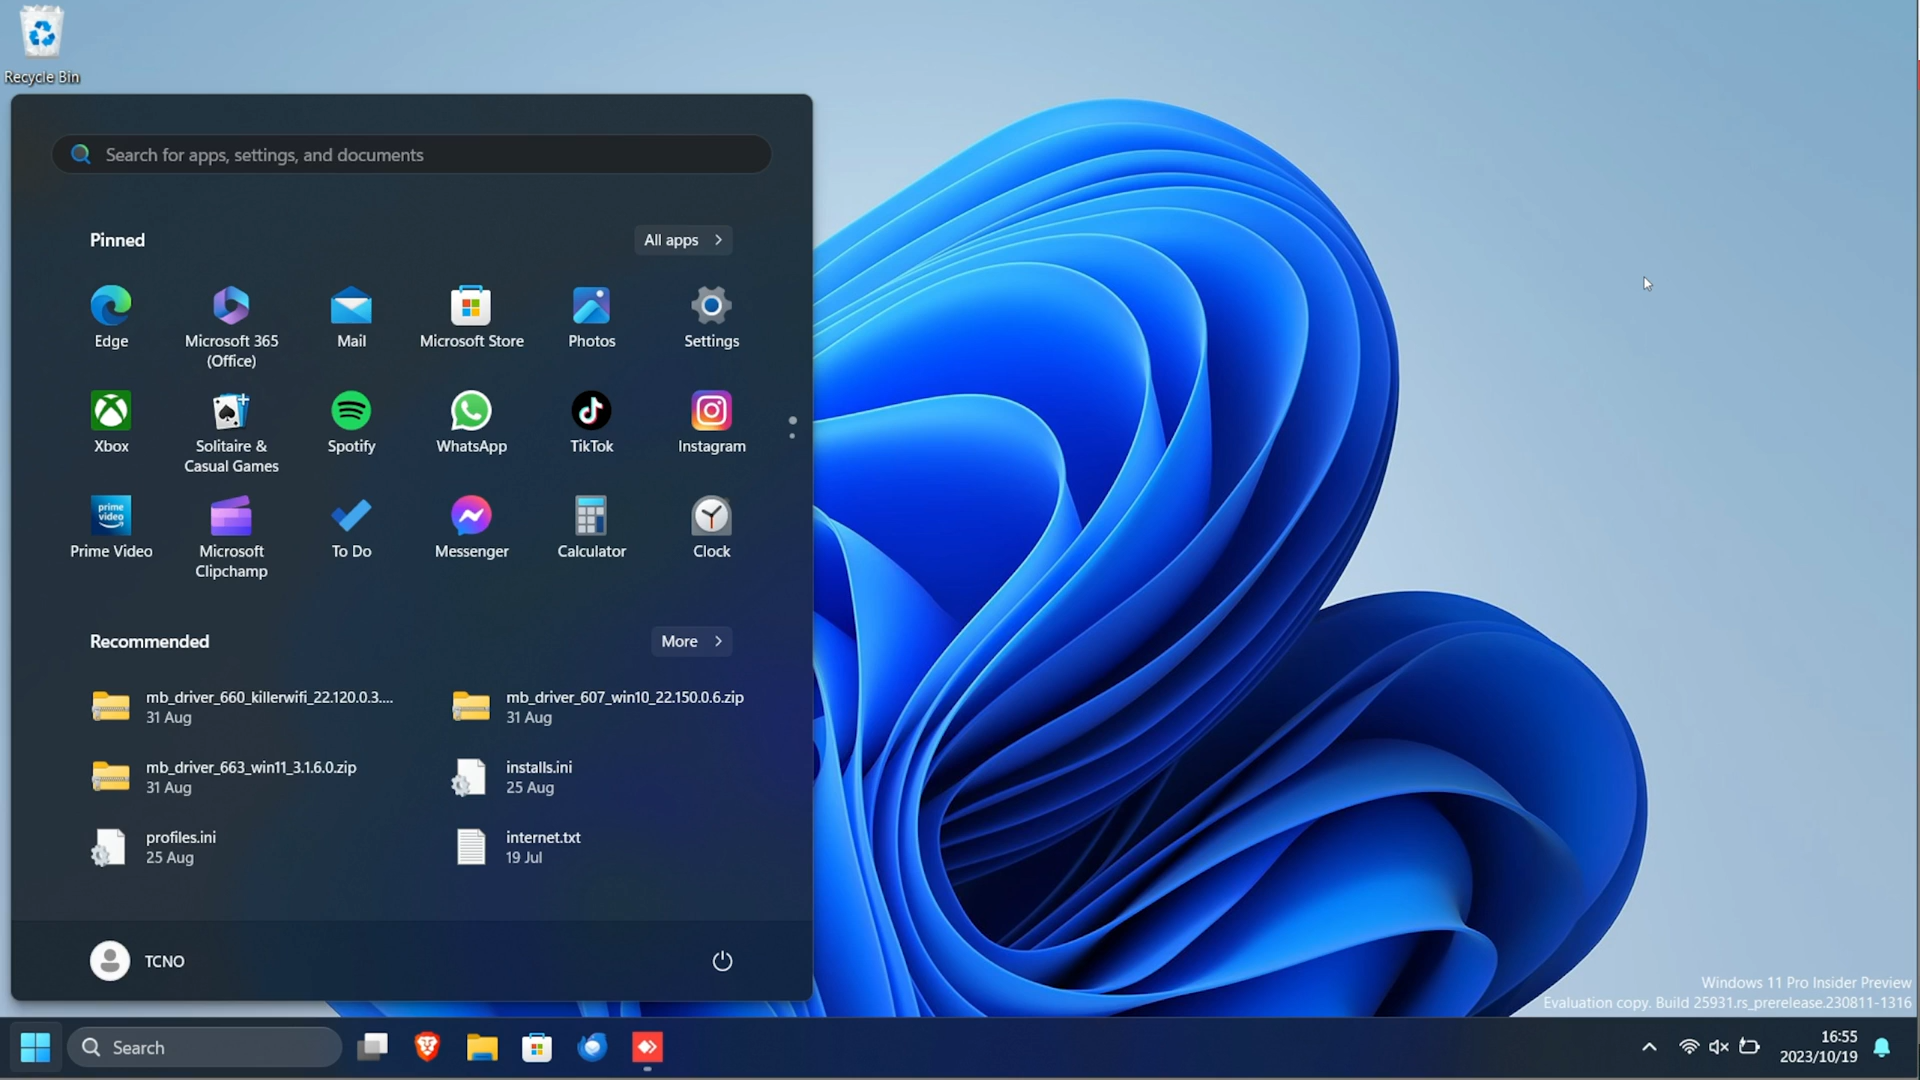 Recycle Bin
Search for apps, settings, and documents
Pinned
All apps
Edge
Microsoft 365
(Office)
Mail
Microsoft Store
Photos
Settings
Xbox
Solitaire &
Casual Games
Spotify
WhatsApp
TikTok
Instagram
prime
video
Prime Video
Microsoft
Clipchamp
To Do
Messenger
Calculator
Clock
Recommended
More
mb_driver_660_killerwifi_22.120.0.3....
31 Aug
mb_driver_607_win10_22.150.0.6.zip
31 Aug
mb_driver_663_win11_3.1.6.0.zip
31 Aug
installs.ini
25 Aug
profiles.ini
25 Aug
internet.txt
19 Jul
TCNO
Windows 11 Pro Insider Preview
Evaluation copy. Build 25931.rs_prerelease.230811-1316
Search
16:55
2023/10/19